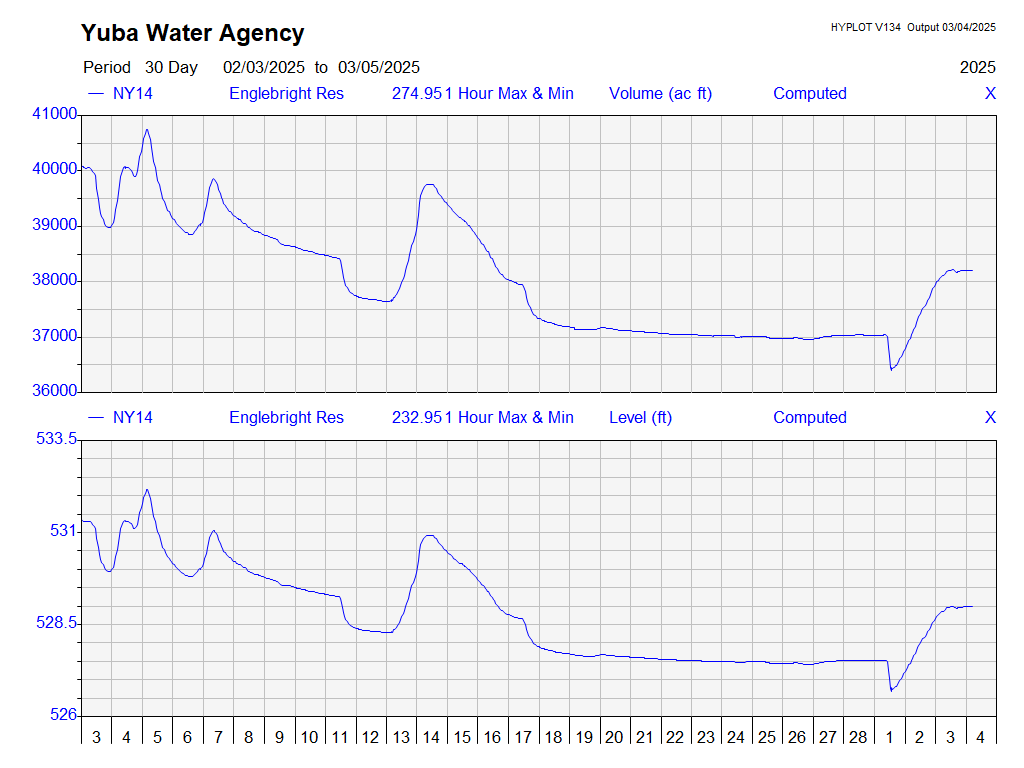 Yuba Water Agency
HYPLOT V134 Output 03/04/2025
Period 30 Day 02/03/2025 to 03/05/2025 2025
NY14 Englebright Res 274.951 Hour Max & Min Volume (ac ft) Computed X
41000
40000
39000
38000
37000
36000
NY14 Englebright Res 232.951 Hour Max & Min Level (ft) Computed X
533.5
531
528.5
526
3 4 5 6 7 8 9 10 11 12 13 14 15 16 17 18 19 20 21 22 23 24 25 26 27 28 1 2 3 4